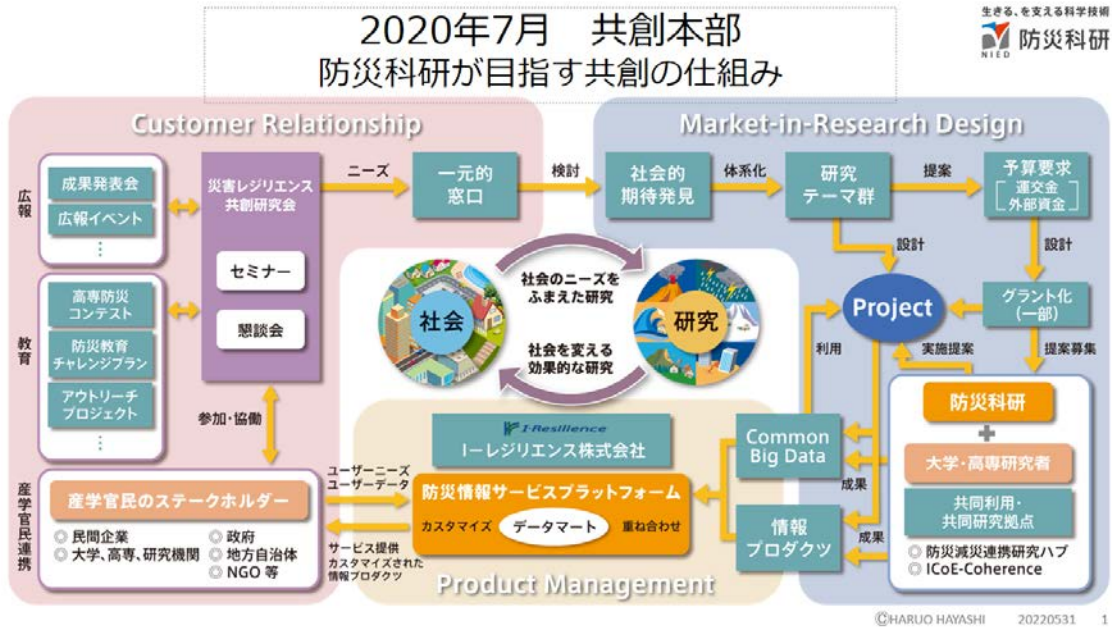 2020年7月　共創本部
防災科研が目指す共創の仕組み
生きる、を支える科学技術
NIED
防災科研
Customer Relationship
Market-in-Research Design
広報
成果発表会
広報イベント
⋮
災害レジリエンス
共創研究会
セミナー
懇談会
ニーズ
一元的
窓口
検討
社会的
期待発見
体系化
研究
テーマ群
提案
予算要求
運交金
外部資金
設計
設計
教育
高専防災
コンテスト
防災教育
チャレンジプラン
アウトリーチ
プロジェクト
⋮
社会のニーズを
ふまえた研究
社会
研究
社会を変える
効果的な研究
Project
グラント化
(一部)
利用
実施提案
提案募集
参加・協働
防災科研
+
大学・高専研究者
共同利用・
共同研究拠点
◎ 防災減災連携研究ハブ
◎ ICoE-Coherence
I-Resilience
I－レジリエンス株式会社
Common
Big Data
成果
産学官民連携
産学官民のステークホルダー
◎ 民間企業
◎ 大学、高専、研究機関
◎ 政府
◎ 地方自治体
◎ NGO 等
ユーザーニーズ
ユーザーデータ
防災情報サービスプラットフォーム
カスタマイズ
データマート
重ね合わせ
サービス提供
カスタマイズされた
情報プロダクツ
情報
プロダクツ
成果
Product Management
ⒸHARUO HAYASHI
20220531
1